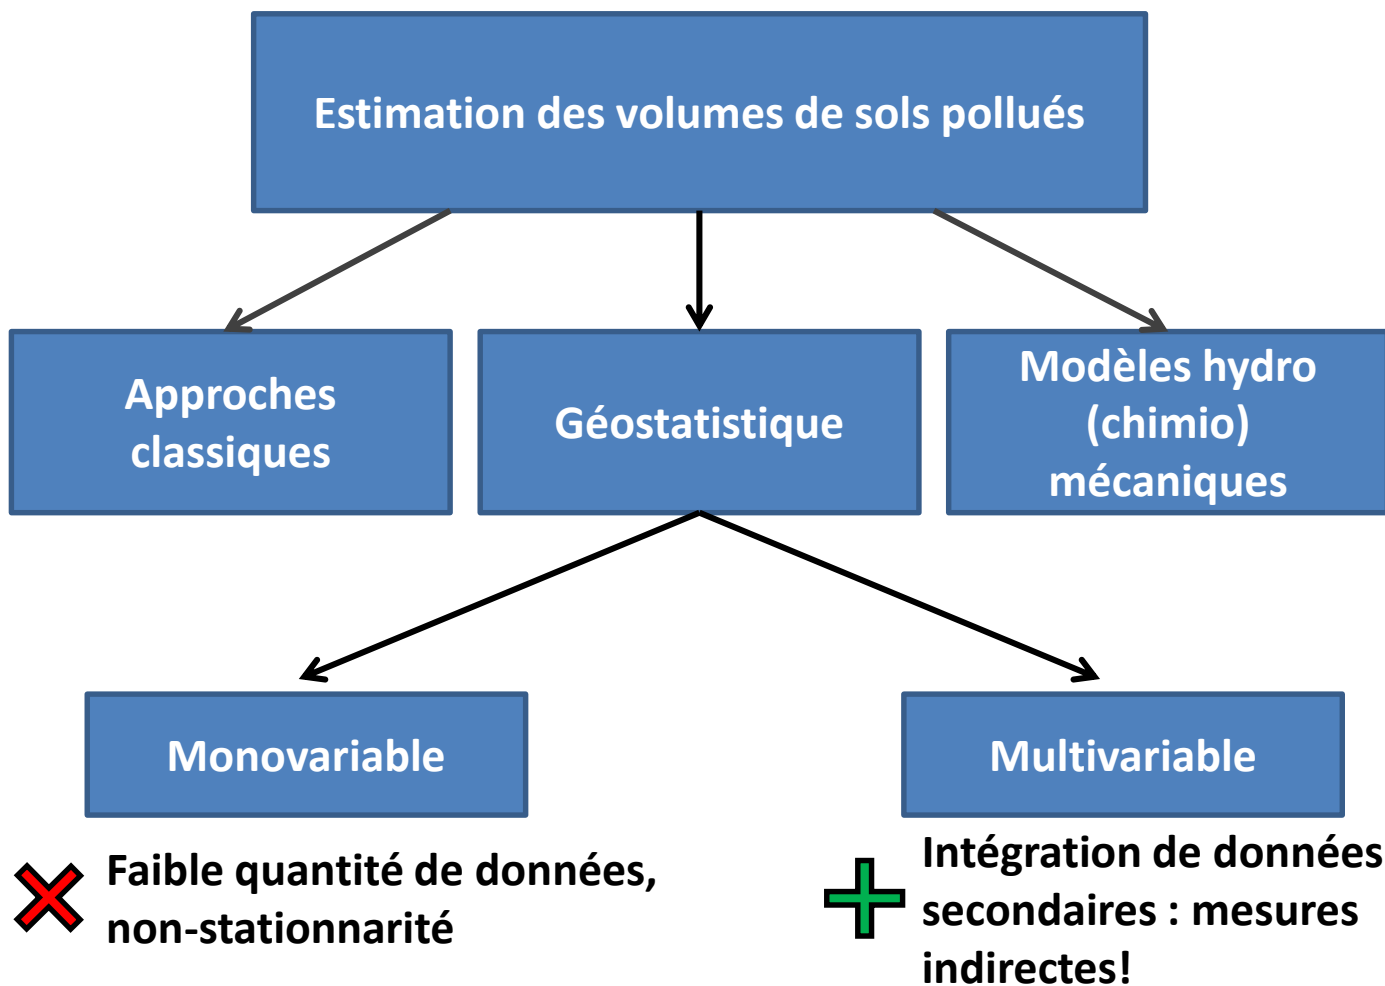 Estimation des volumes de sols pollués
Approches
classiques
Géostatistique
Modèles hydro
(chimio)
mécaniques
Monovariable
Multivariable
Faible quantité de données,
non-stationnarité
Intégration de données
secondaires : mesures
indirectes!